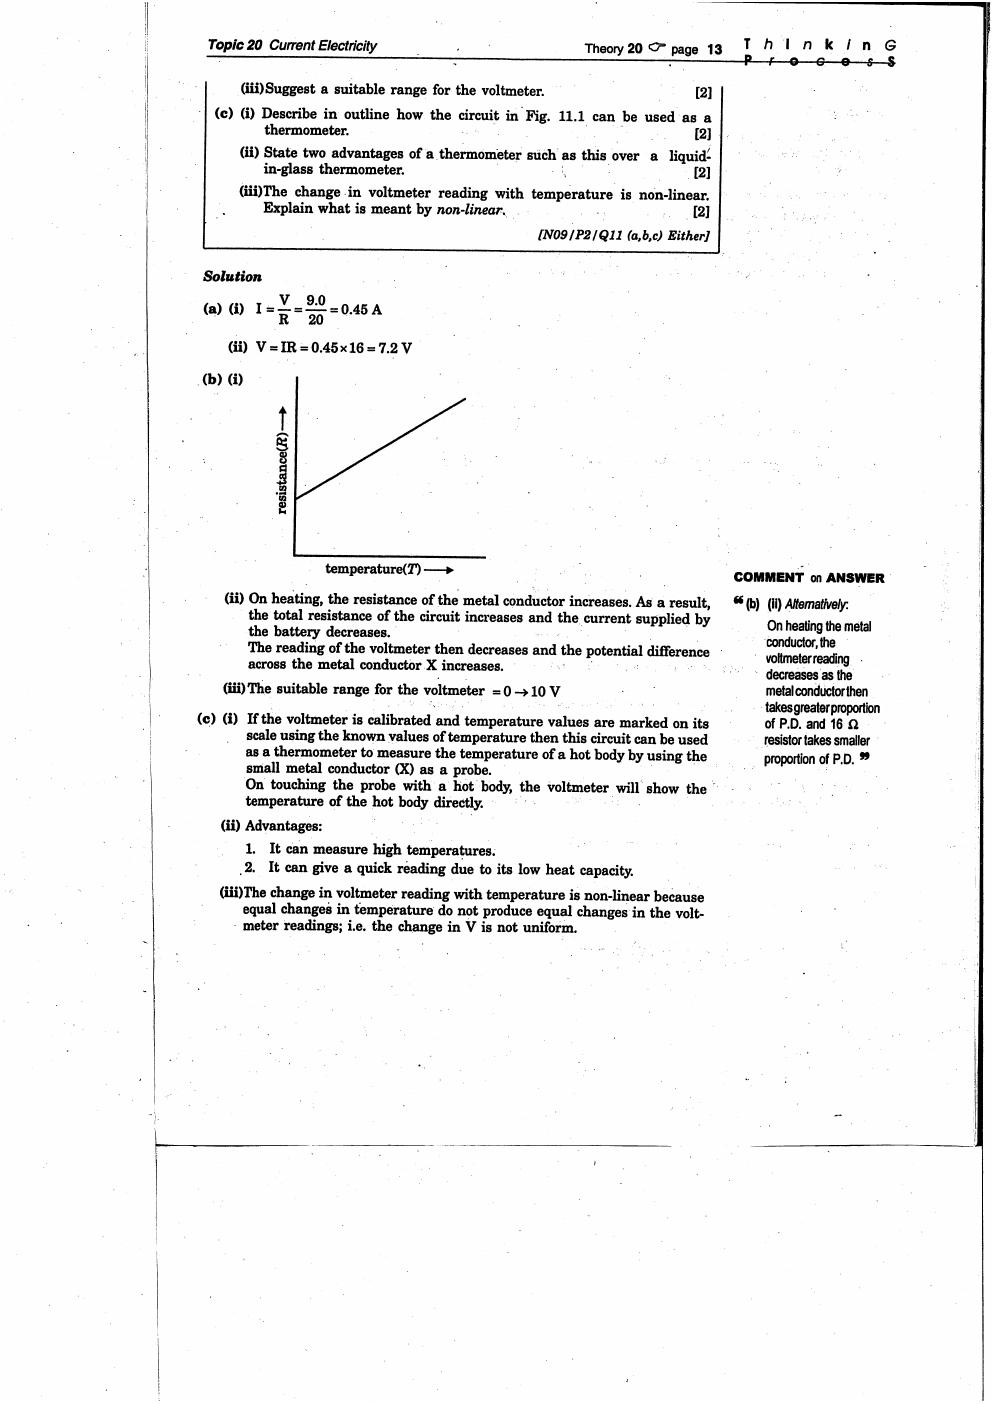 Topic 20 Current Electricity
Theory 20 ☞ page 13
T h I n k I n G
P r o G e s S
(iii)Suggest a suitable range for the voltmeter. [2]
(c) (i) Describe in outline how the circuit in Fig. 11.1 can be used as a
thermometer. [2]
(ii) State two advantages of a thermometer such as this over a liquid-
in-glass thermometer. [2]
(iii)The change in voltmeter reading with temperature is non-linear.
Explain what is meant by non-linear. [2]
[N09/P2/Q11 (a,b,c) Either]
Solution
(a) (i) I = V/R = 9.0/20 = 0.45 A
(ii) V = IR = 0.45×16 = 7.2 V
(b) (i)
resistance(R) →
temperature(T) →
(ii) On heating, the resistance of the metal conductor increases. As a result,
the total resistance of the circuit increases and the current supplied by
the battery decreases.
The reading of the voltmeter then decreases and the potential difference
across the metal conductor X increases.
(iii)The suitable range for the voltmeter = 0 → 10 V
(c) (i) If the voltmeter is calibrated and temperature values are marked on its
scale using the known values of temperature then this circuit can be used
as a thermometer to measure the temperature of a hot body by using the
small metal conductor (X) as a probe.
On touching the probe with a hot body, the voltmeter will show the
temperature of the hot body directly.
(ii) Advantages:
1. It can measure high temperatures.
2. It can give a quick reading due to its low heat capacity.
(iii)The change in voltmeter reading with temperature is non-linear because
equal changes in temperature do not produce equal changes in the volt-
meter readings; i.e. the change in V is not uniform.
COMMENT on ANSWER
❝ (b) (ii) Alternatively:
On heating the metal
conductor, the
voltmeter reading
decreases as the
metal conductor then
takes greater proportion
of P.D. and 16 Ω
resistor takes smaller
proportion of P.D. ❞